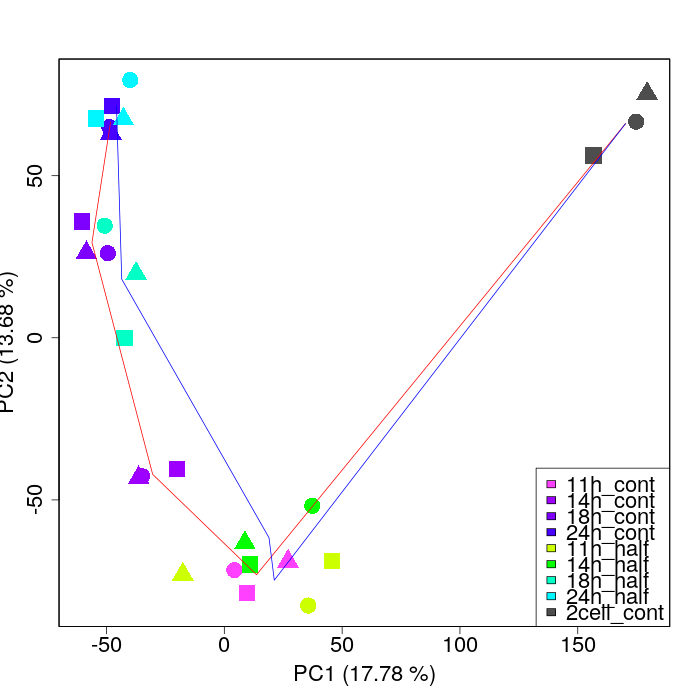 50
0
50
PC2 (13.68 %)
11h_cont
14h_cont
18h_cont
24h_cont
11h_half
14h_half
18h_half
24h_half
2cell_cont
-50
0
50
100
150
PC1 (17.78 %)